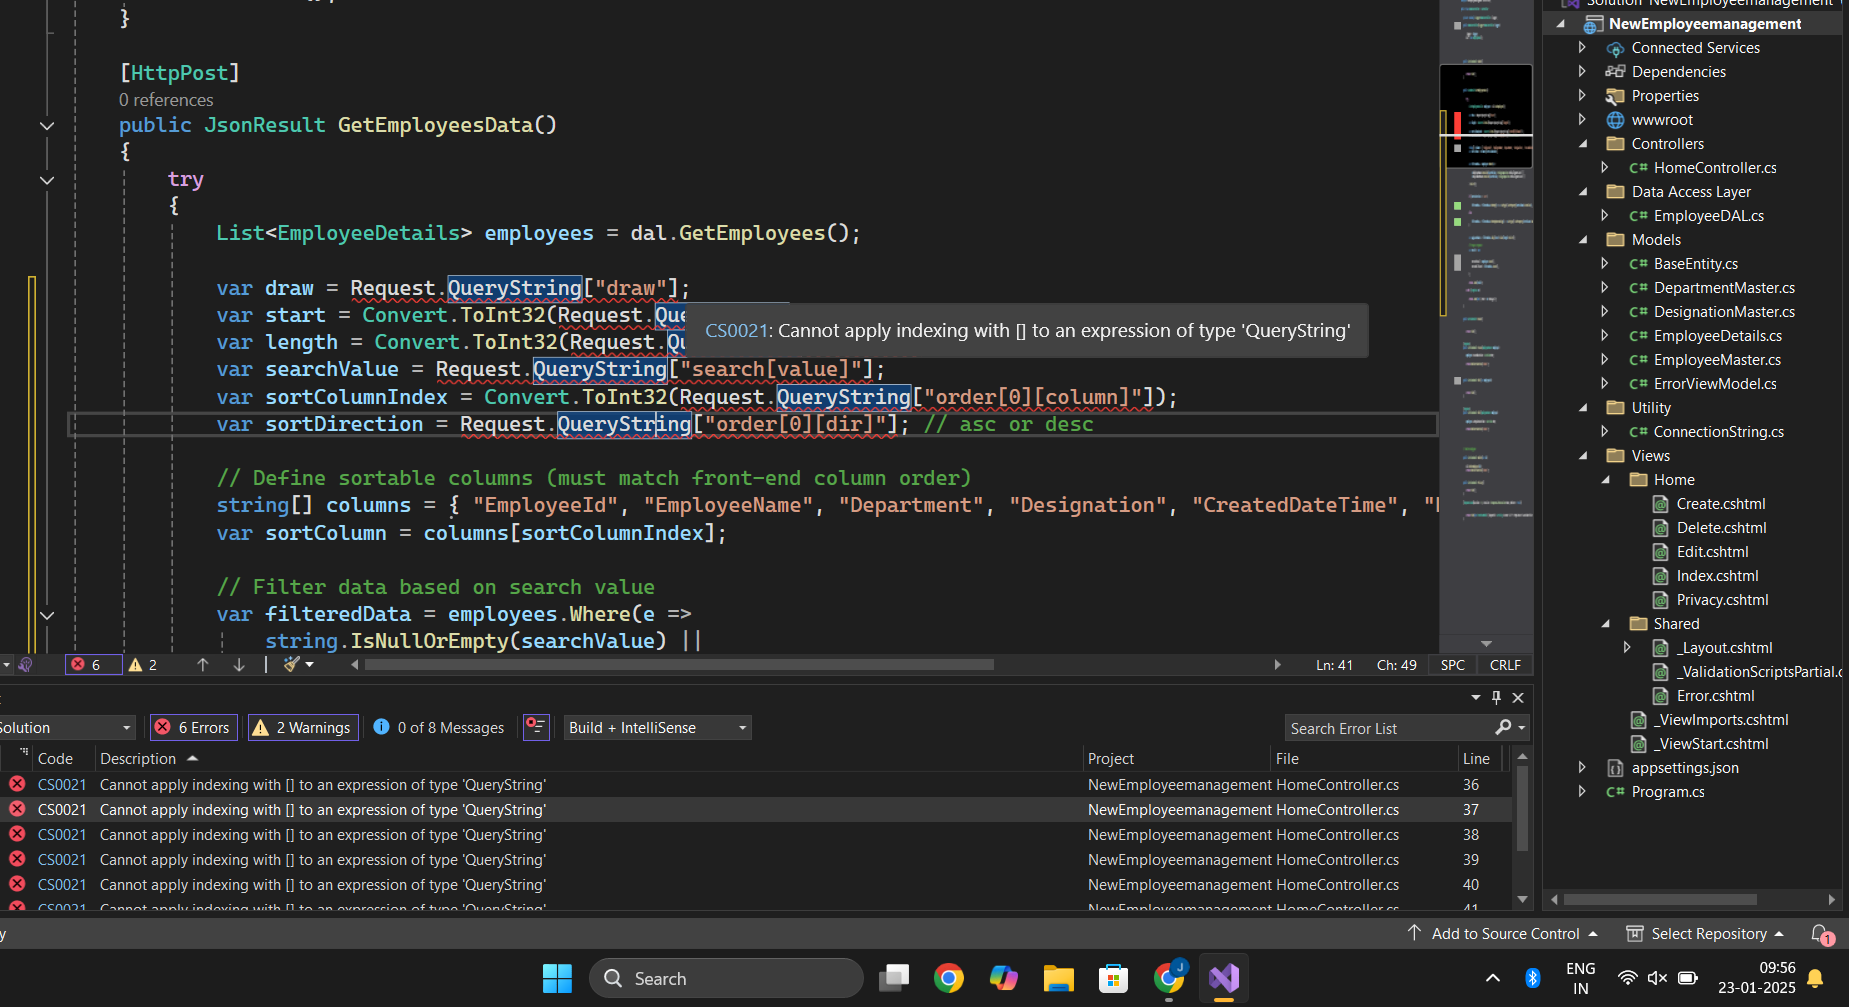 }
[HttpPost]
0 references
public JsonResult GetEmployeesData()
{
try
{
List<EmployeeDetails> employees = dal.GetEmployees();
var draw = Request.QueryString["draw"];
var start = Convert.ToInt32(Request.Que
var length = Convert.ToInt32(Request.Qu
CS0021: Cannot apply indexing with [] to an expression of type 'QueryString'
var searchValue = Request.QueryString["search[value]"];
var sortColumnIndex = Convert.ToInt32(Request.QueryString["order[0][column]"]);
var sortDirection = Request.QueryString["order[0][dir]"]; // asc or desc
// Define sortable columns (must match front-end column order)
string[] columns = { "EmployeeId", "EmployeeName", "Department", "Designation", "CreatedDateTime", "
var sortColumn = columns[sortColumnIndex];
// Filter data based on search value
var filteredData = employees.Where(e =>
string.IsNullOrEmpty(searchValue) ||
6 2 Ln: 41 Ch: 49 SPC CRLF
Solution 6 Errors 2 Warnings 0 of 8 Messages Build + IntelliSense Search Error List
Code Description Project File Line
CS0021 Cannot apply indexing with [] to an expression of type 'QueryString' NewEmployeemanagement HomeController.cs 36
CS0021 Cannot apply indexing with [] to an expression of type 'QueryString' NewEmployeemanagement HomeController.cs 37
CS0021 Cannot apply indexing with [] to an expression of type 'QueryString' NewEmployeemanagement HomeController.cs 38
CS0021 Cannot apply indexing with [] to an expression of type 'QueryString' NewEmployeemanagement HomeController.cs 39
CS0021 Cannot apply indexing with [] to an expression of type 'QueryString' NewEmployeemanagement HomeController.cs 40
CS0021 Cannot apply indexing with [] to an expression of type 'QueryString' NewEmployeemanagement HomeController.cs 41
Solution 'NewEmployeemanagement'
NewEmployeemanagement
Connected Services
Dependencies
Properties
wwwroot
Controllers
C# HomeController.cs
Data Access Layer
C# EmployeeDAL.cs
Models
C# BaseEntity.cs
C# DepartmentMaster.cs
C# DesignationMaster.cs
C# EmployeeDetails.cs
C# EmployeeMaster.cs
C# ErrorViewModel.cs
Utility
C# ConnectionString.cs
Views
Home
Create.cshtml
Delete.cshtml
Edit.cshtml
Index.cshtml
Privacy.cshtml
Shared
_Layout.cshtml
_ValidationScriptsPartial.c
Error.cshtml
_ViewImports.cshtml
_ViewStart.cshtml
appsettings.json
C# Program.cs
y Add to Source Control Select Repository 1
Search J ENG IN 09:56 23-01-2025